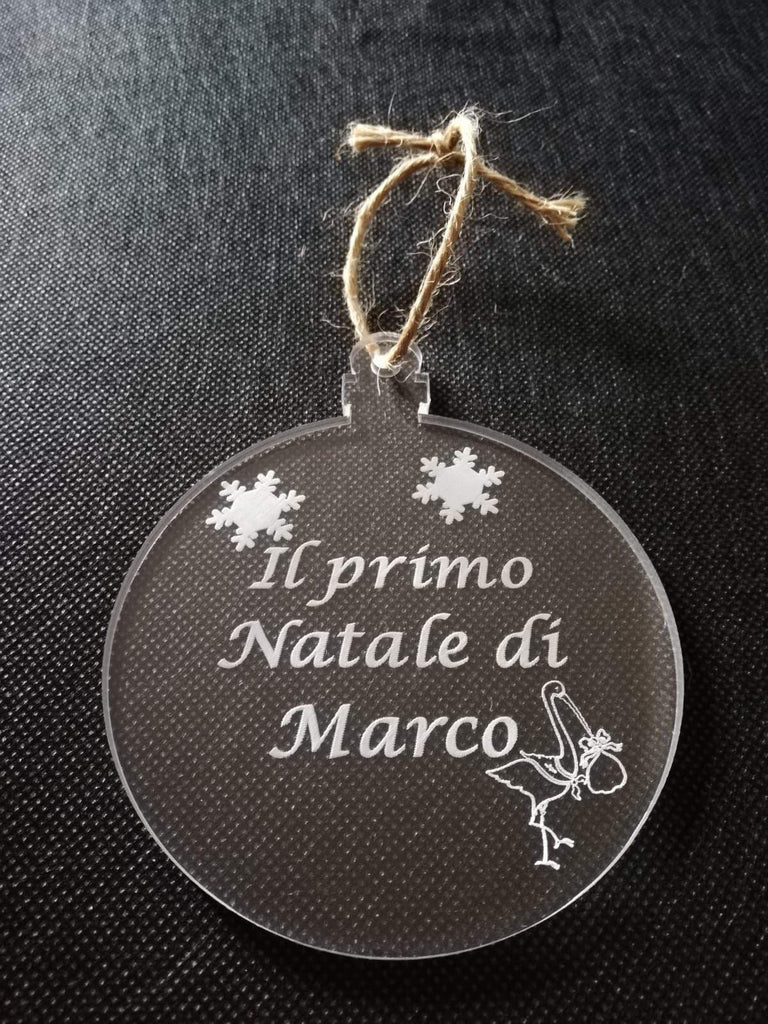 Il primo
Natale di
Marco